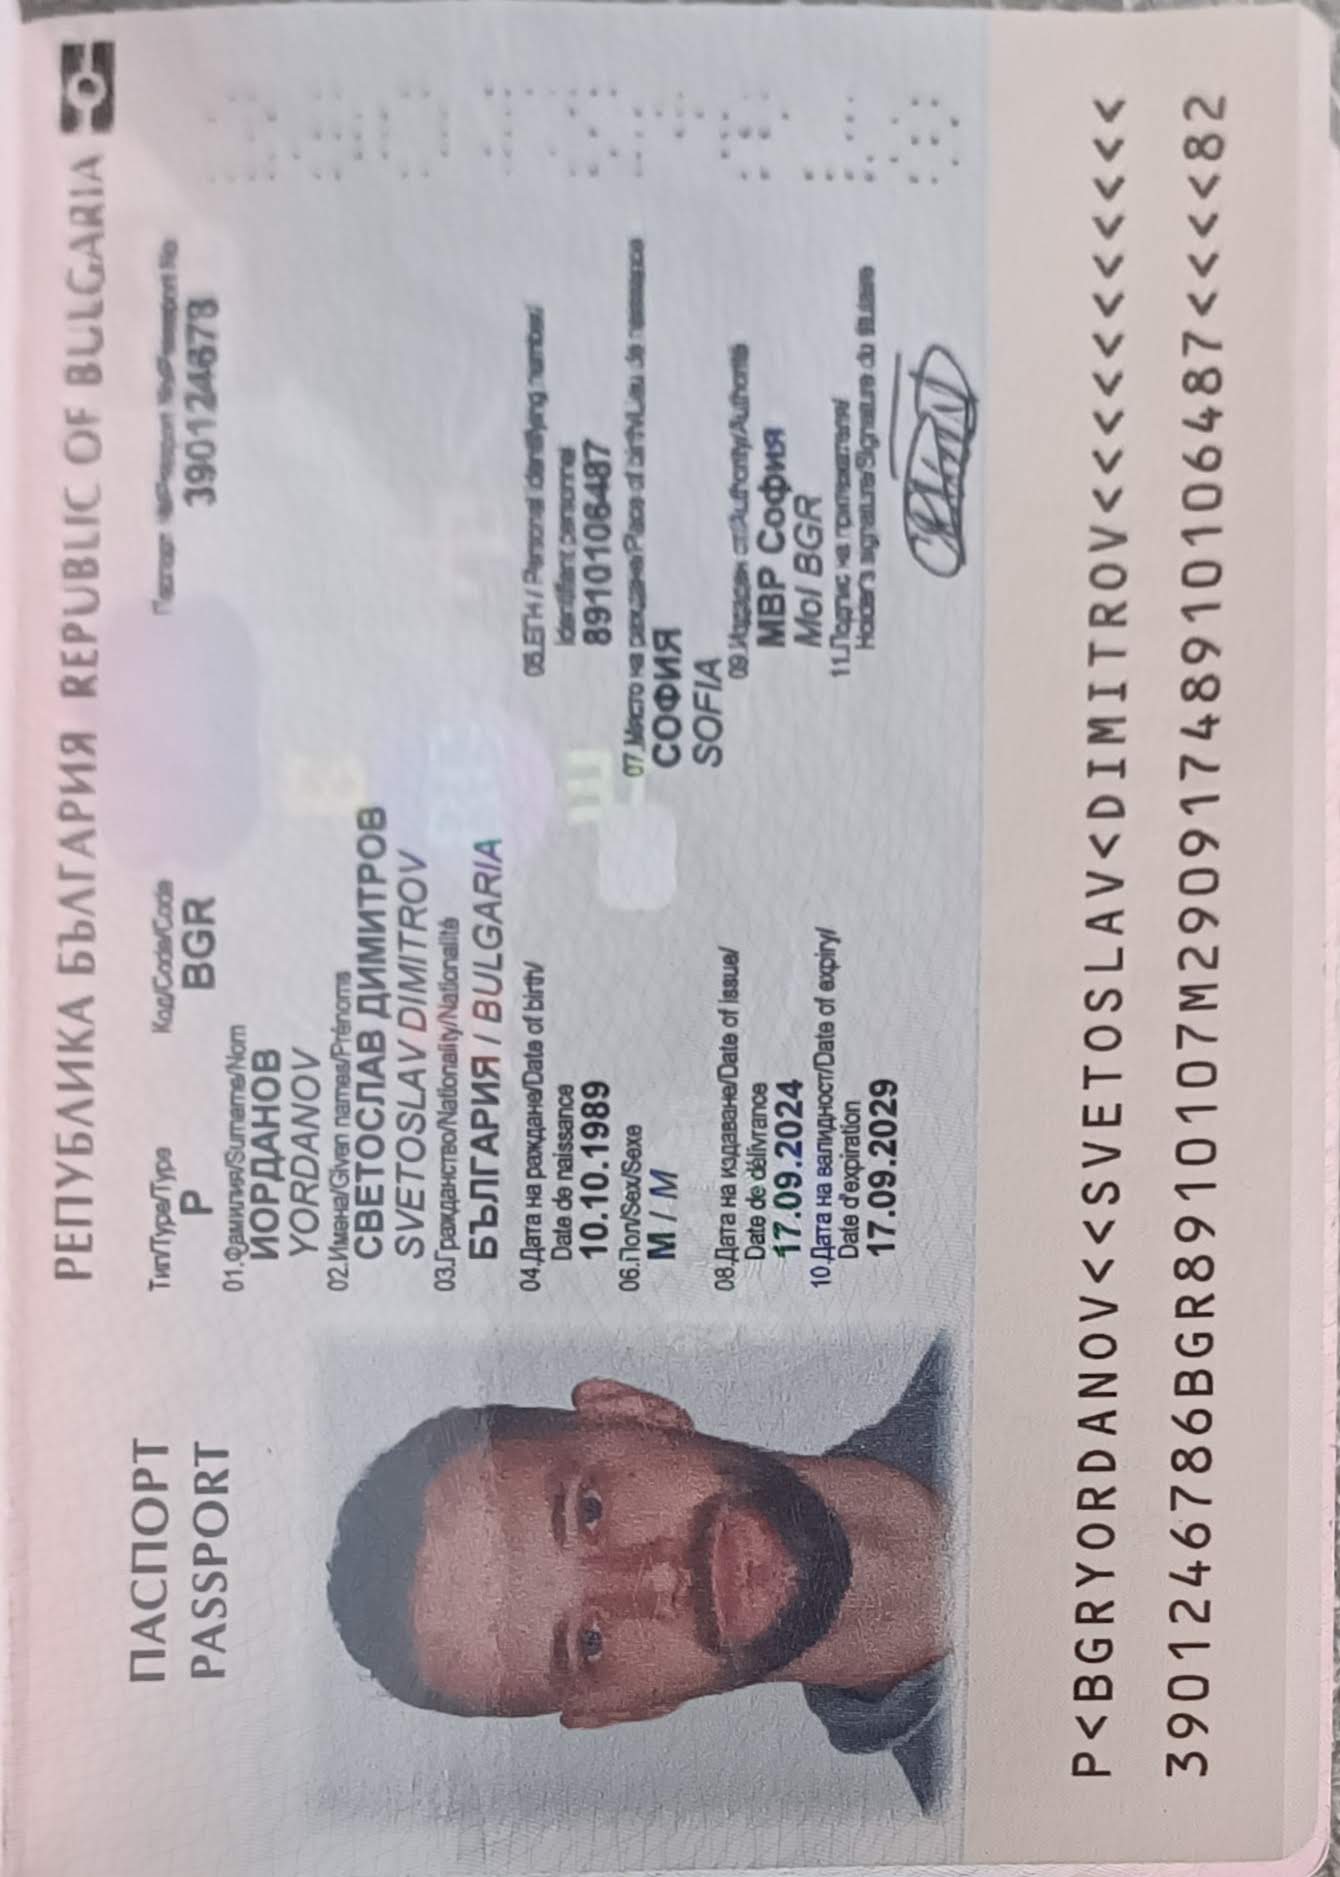 РЕПУБЛИКА БЪЛГАРИЯ REPUBLIC OF BULGARIA
ПАСПОРТ
PASSPORT
Тип/Type/Type
P
Код/Code/Code
BGR
Паспорт №/Passport No/Passeport No
390124678
01.Фамилия/Surname/Nom
ЙОРДАНОВ
YORDANOV
02.Имена/Given names/Prénoms
СВЕТОСЛАВ ДИМИТРОВ
SVETOSLAV DIMITROV
03.Гражданство/Nationality/Nationalité
БЪЛГАРИЯ / BULGARIA
04.Дата на раждане/Date of birth/
Date de naissance
10.10.1989
05.ЕГН / Personal identifying number/
Identifiant personnel
8910106487
06.Пол/Sex/Sexe
М / M
07.Място на раждане/Place of birth/Lieu de naissance
СОФИЯ
SOFIA
08.Дата на издаване/Date of issue/
Date de délivrance
17.09.2024
09.Издаден от/Authority/Autorité
МВР София
MoI BGR
10.Дата на валидност/Date of expiry/
Date d'expiration
17.09.2029
11.Подпис на притежателя/
Holder's signature/Signature du titulaire
P<BGRYORDANOV<<SVETOSLAV<DIMITROV<<<<<<<<<<<
3901246786BGR8910107M29091748910106487<<<<82